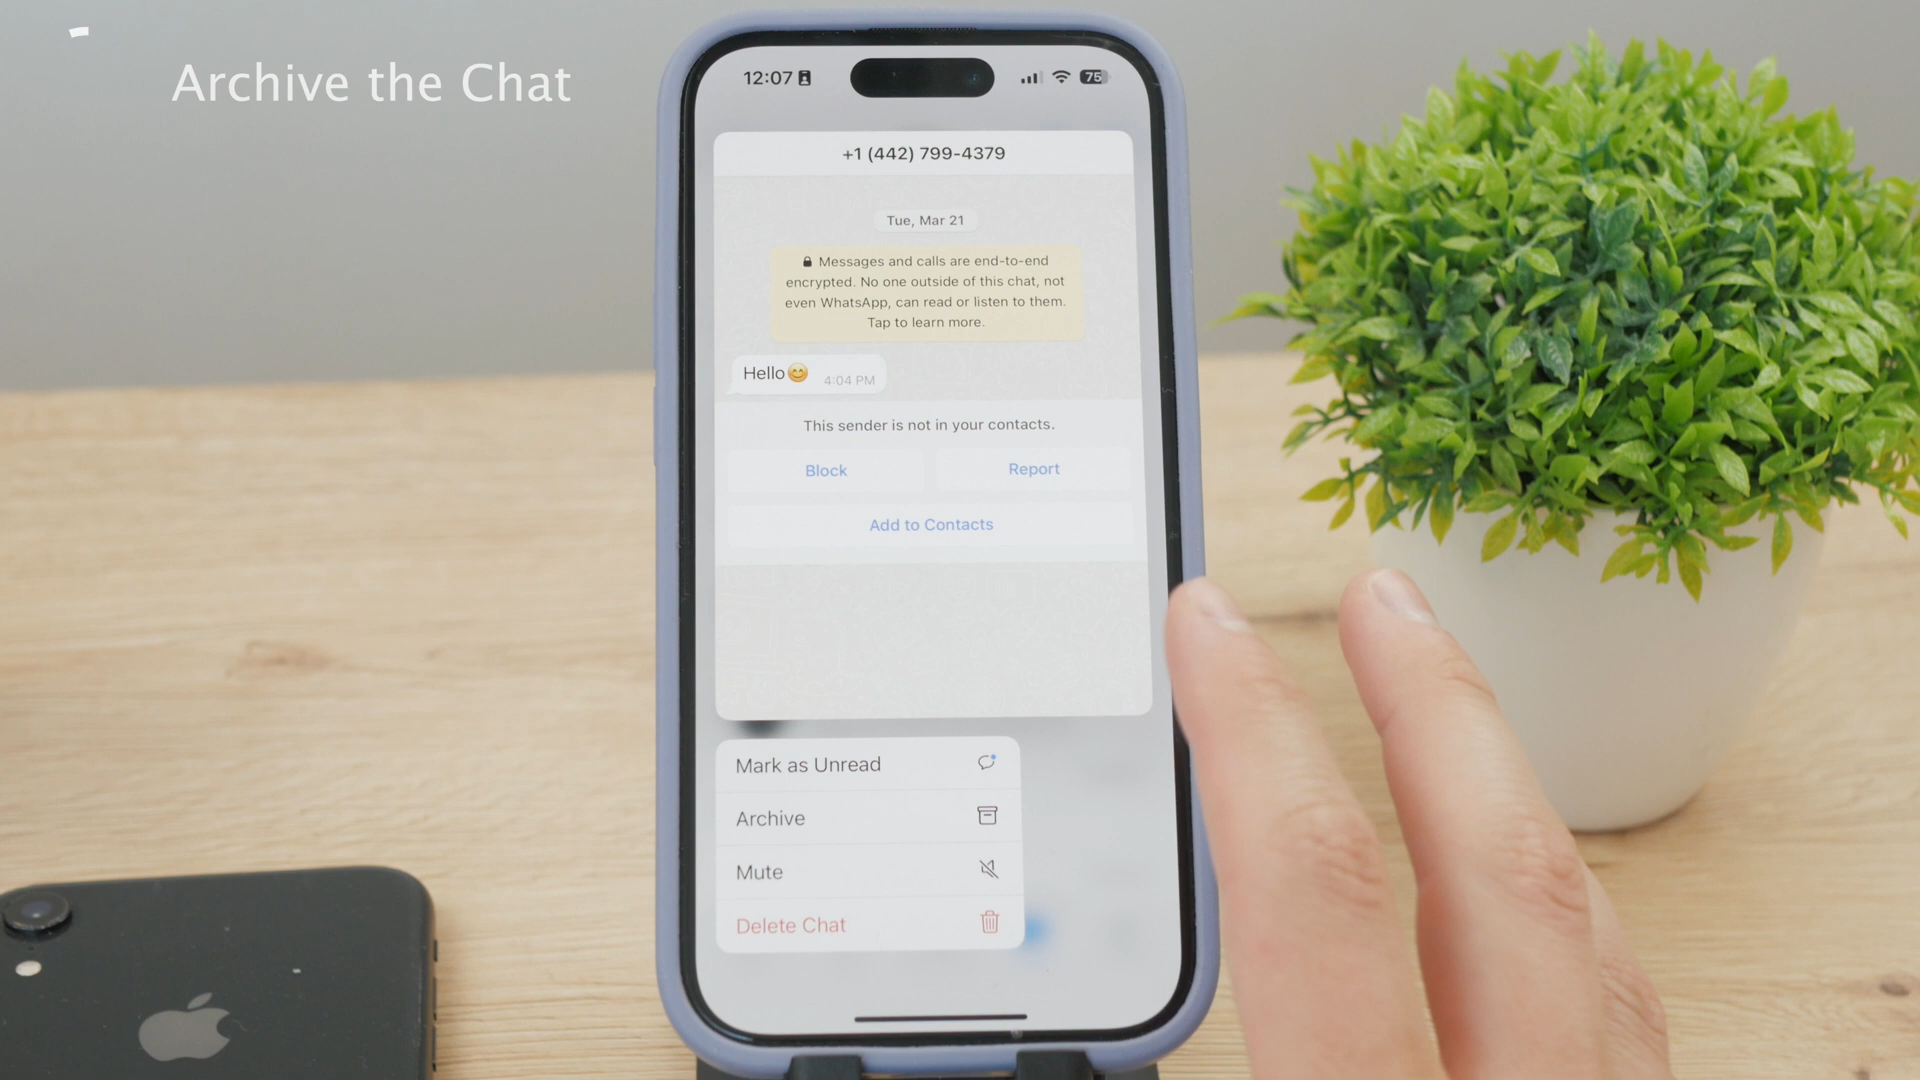 Archive the Chat
12:07
75
+1 (442) 799-4379
Tue, Mar 21
Messages and calls are end-to-end
encrypted. No one outside of this chat, not
even WhatsApp, can read or listen to them.
Tap to learn more.
Hello😊 4:04 PM
This sender is not in your contacts.
Block
Report
Add to Contacts
Mark as Unread
Archive
Mute
Delete Chat